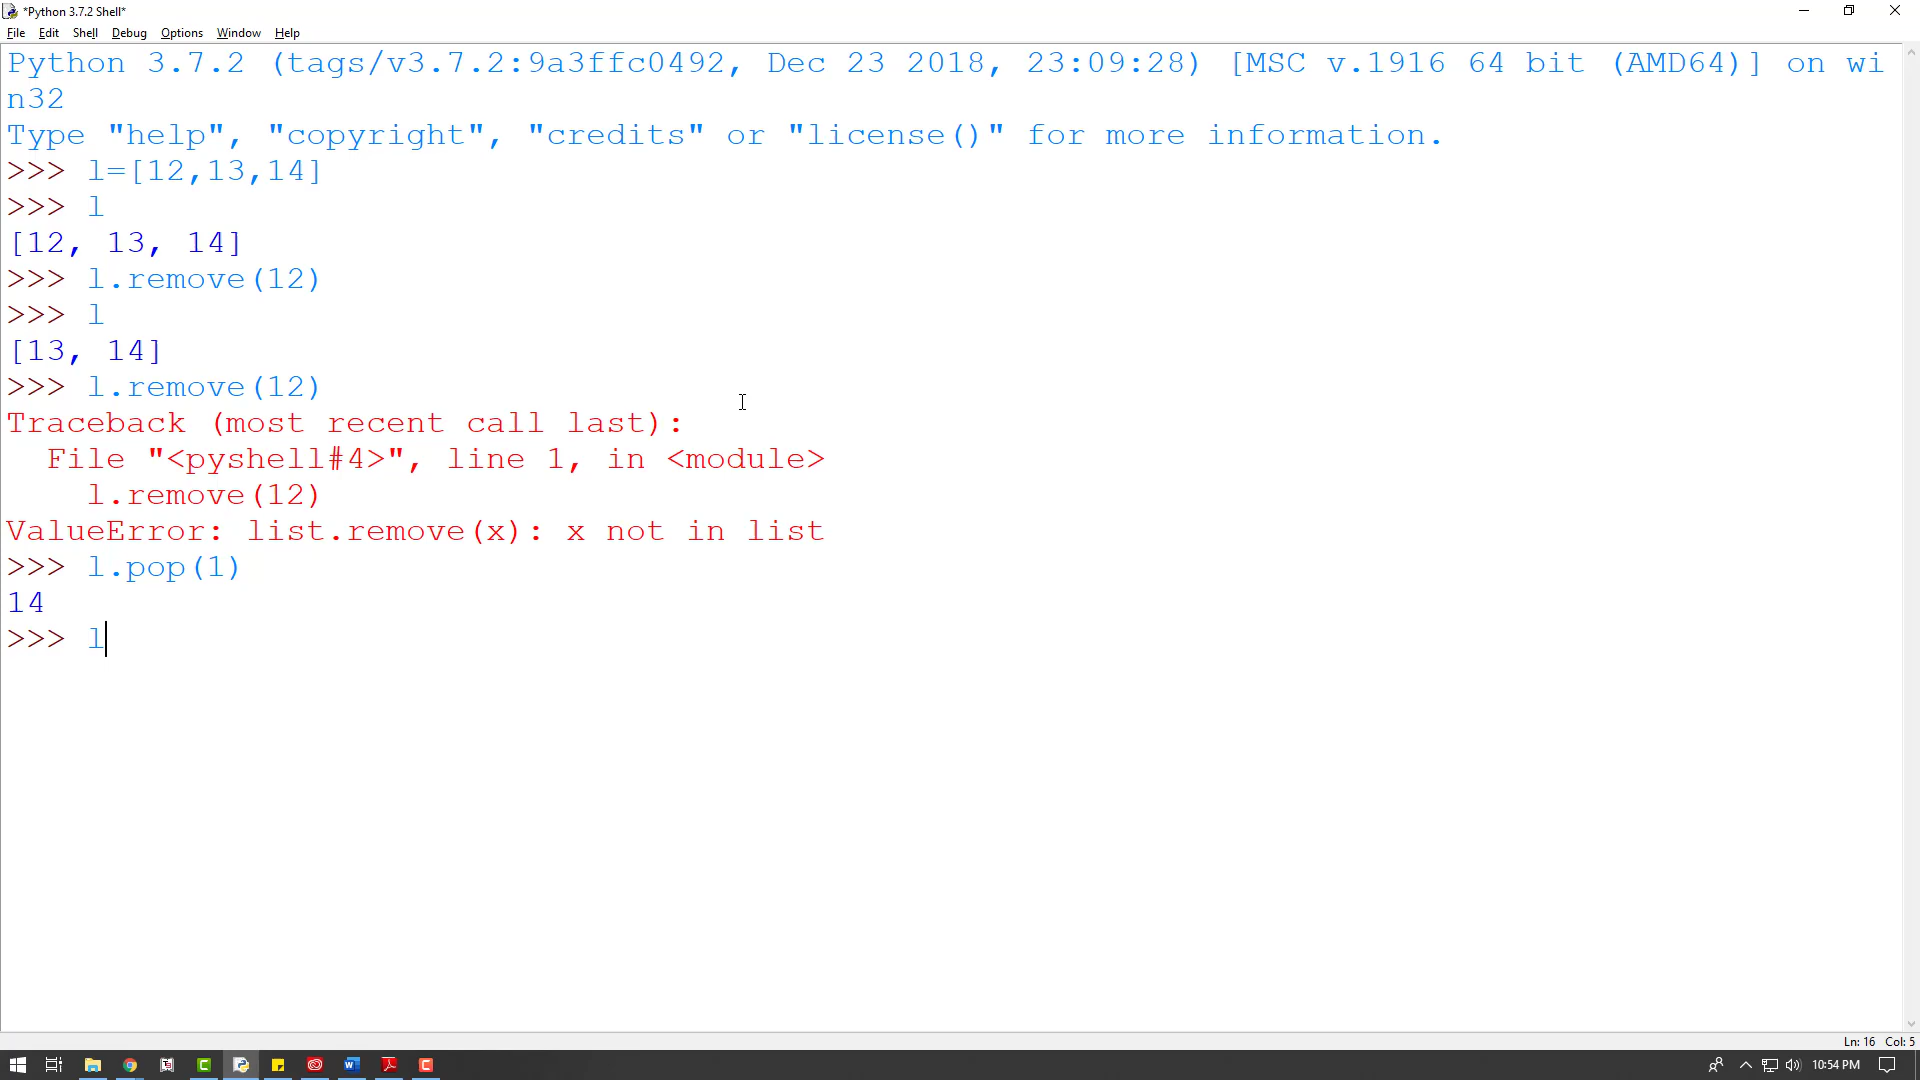 *Python 3.7.2 Shell*
File Edit Shell Debug Options Window Help
Python 3.7.2 (tags/v3.7.2:9a3ffc0492, Dec 23 2018, 23:09:28) [MSC v.1916 64 bit (AMD64)] on wi
n32
Type "help", "copyright", "credits" or "license()" for more information.
>>> l=[12,13,14]
>>> l
[12, 13, 14]
>>> l.remove(12)
>>> l
[13, 14]
>>> l.remove(12)
Traceback (most recent call last):
  File "<pyshell#4>", line 1, in <module>
    l.remove(12)
ValueError: list.remove(x): x not in list
>>> l.pop(1)
14
>>> l
Ln: 16 Col: 5
10:54 PM